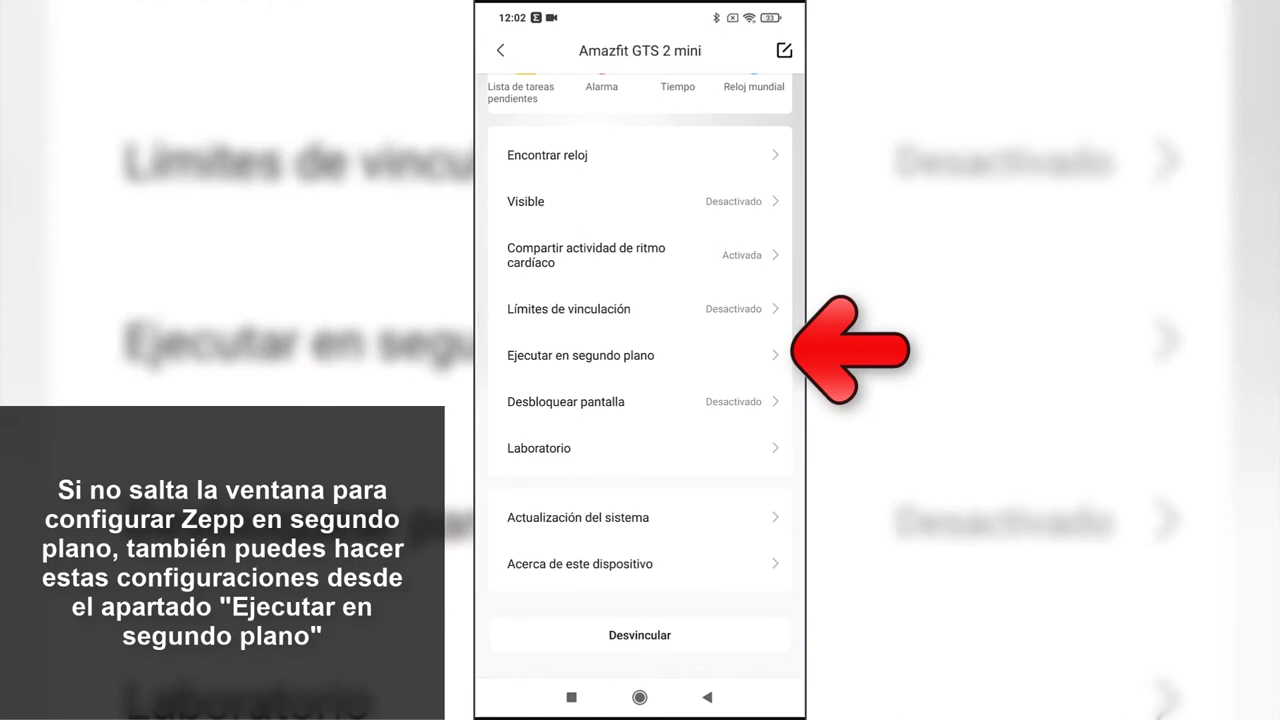 12:02
33
Amazfit GTS 2 mini
Lista de tareas
pendientes
Alarma
Tiempo
Reloj mundial
Encontrar reloj
Visible
Desactivado
Compartir actividad de ritmo
cardíaco
Activada
Límites de vinculación
Desactivado
Ejecutar en segundo plano
Desbloquear pantalla
Desactivado
Laboratorio
Actualización del sistema
Acerca de este dispositivo
Desvincular
Límites de vincu
Desactivado
Ejecutar en segu
Desactivado
Laboratorio
Si no salta la ventana para
configurar Zepp en segundo
plano, también puedes hacer
estas configuraciones desde
el apartado "Ejecutar en
segundo plano"